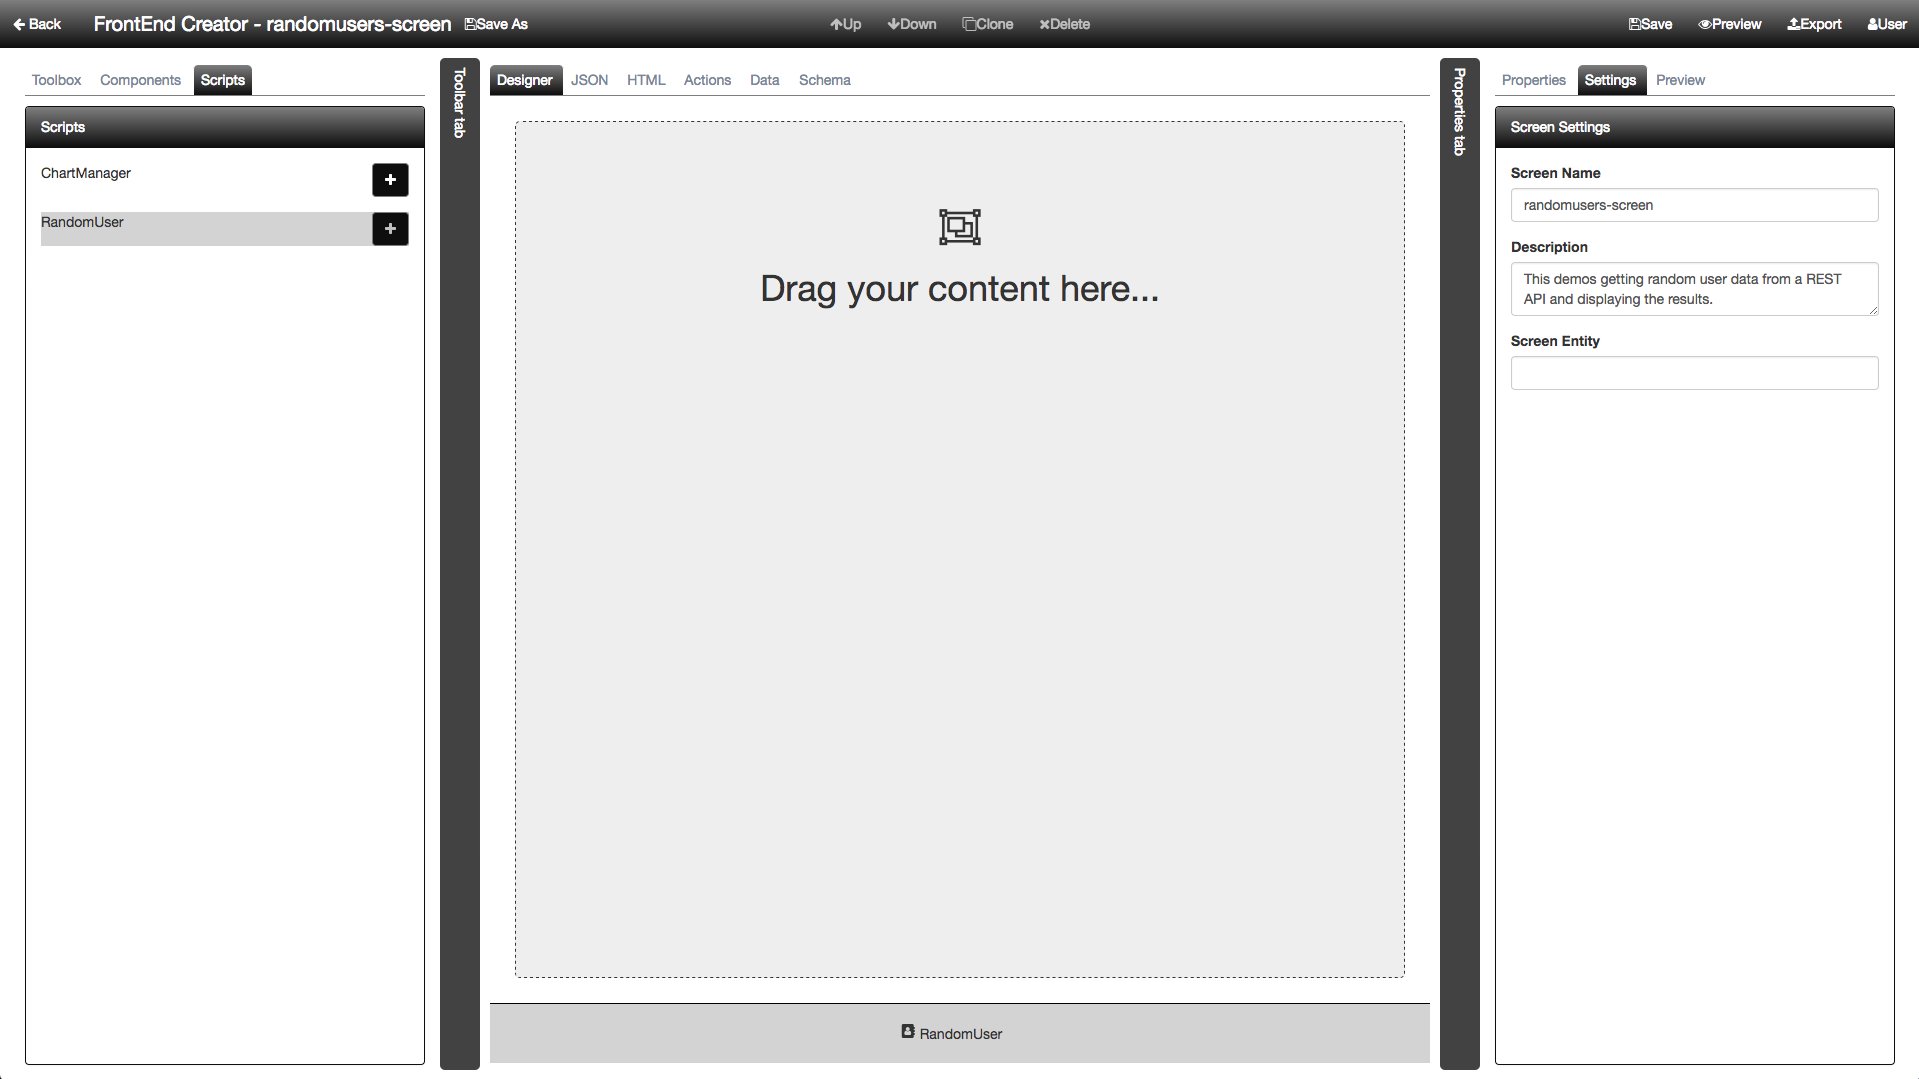 Back FrontEnd Creator - randomusers-screen Save As Up Down Clone Delete Save Preview Export User
Toolbox Components Scripts
Scripts
ChartManager
RandomUser
Toolbar tab
Designer JSON HTML Actions Data Schema
Drag your content here...
RandomUser
Properties tab
Properties Settings Preview
Screen Settings
Screen Name
randomusers-screen
Description
This demos getting random user data from a REST
API and displaying the results.
Screen Entity